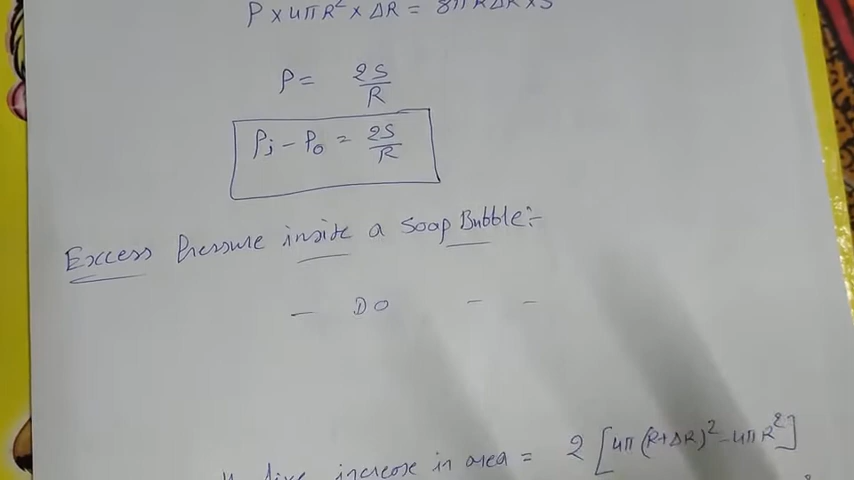 P × 4πR² × ΔR = 8πRΔR × S
P = 2S/R
Pi - Po = 2S/R
Excess Pressure inside a Soap Bubble:-
— DO — —
increase in area = 2 [4π(R+ΔR)² - 4πR²]